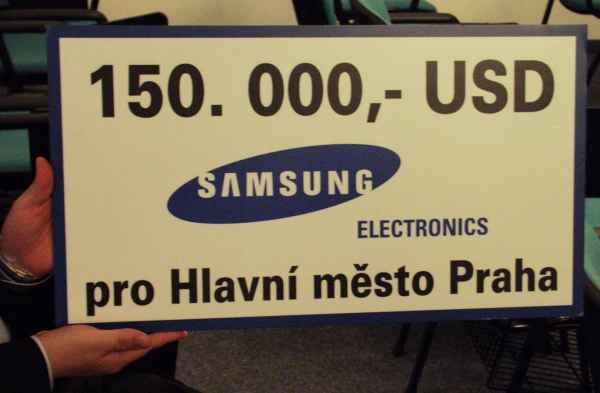 150. 000,- USD
SAMSUNG
ELECTRONICS
pro Hlavní město Praha